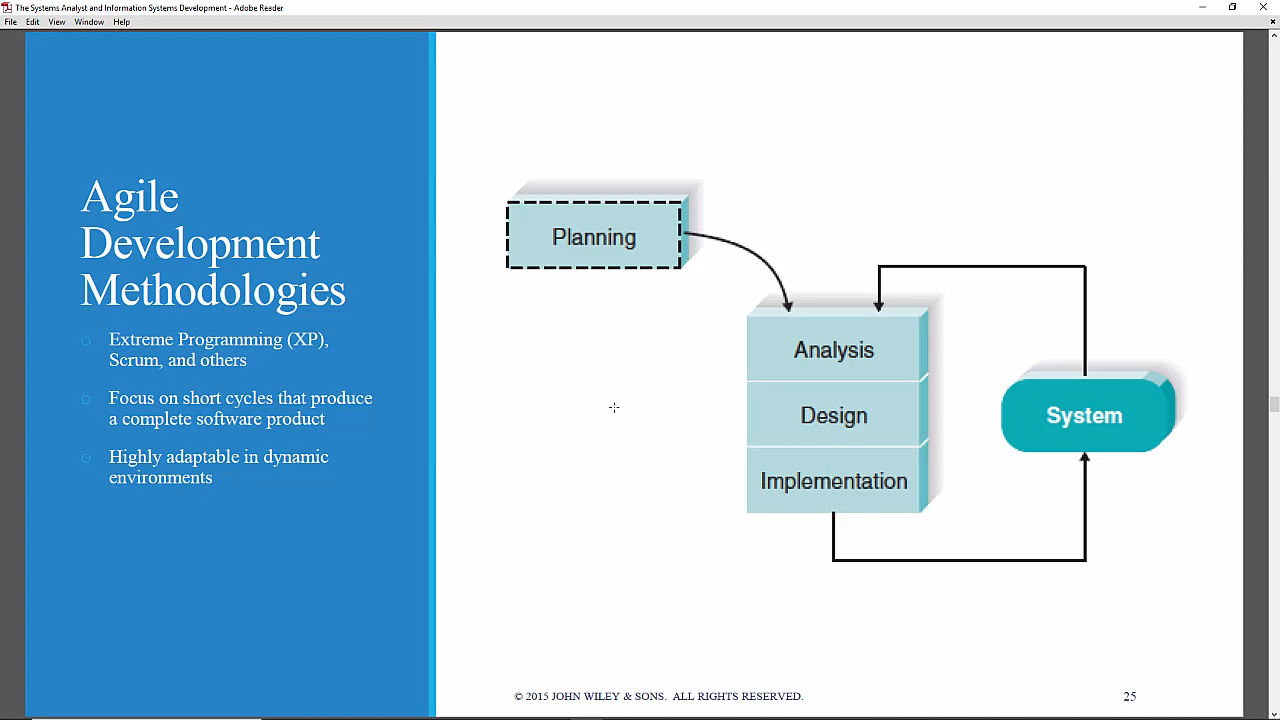 The Systems Analyst and Information Systems Development - Adobe Reader
File Edit View Window Help
Agile
Development
Methodologies
Extreme Programming (XP),
Scrum, and others
Focus on short cycles that produce
a complete software product
Highly adaptable in dynamic
environments
Planning
Analysis
Design
Implementation
System
© 2015 JOHN WILEY & SONS. ALL RIGHTS RESERVED.
25